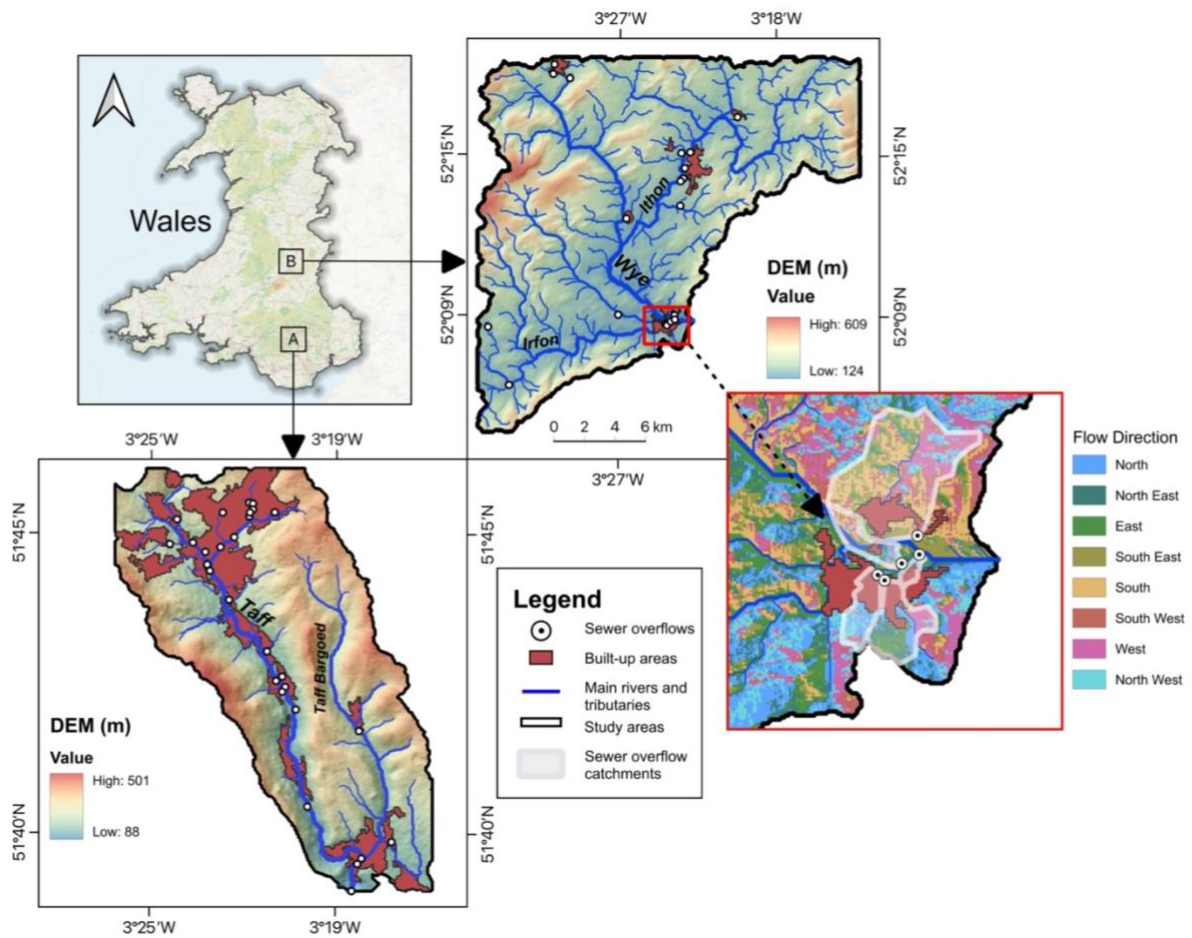 3°27'W
3°18'W
Wales
B
A
52°15'N
52°15'N
Ithon
Wye
DEM (m)
Value
High: 609
Low: 124
52°09'N
52°09'N
Irfon
0 2 4 6 km
3°27'W
3°25'W
3°19'W
Flow Direction
North
North East
East
South East
South
South West
West
North West
51°45'N
51°45'N
Taff
Taff Bargoed
Legend
Sewer overflows
Built-up areas
Main rivers and
tributaries
Study areas
Sewer overflow
catchments
DEM (m)
Value
High: 501
Low: 88
51°40'N
51°40'N
3°25'W
3°19'W